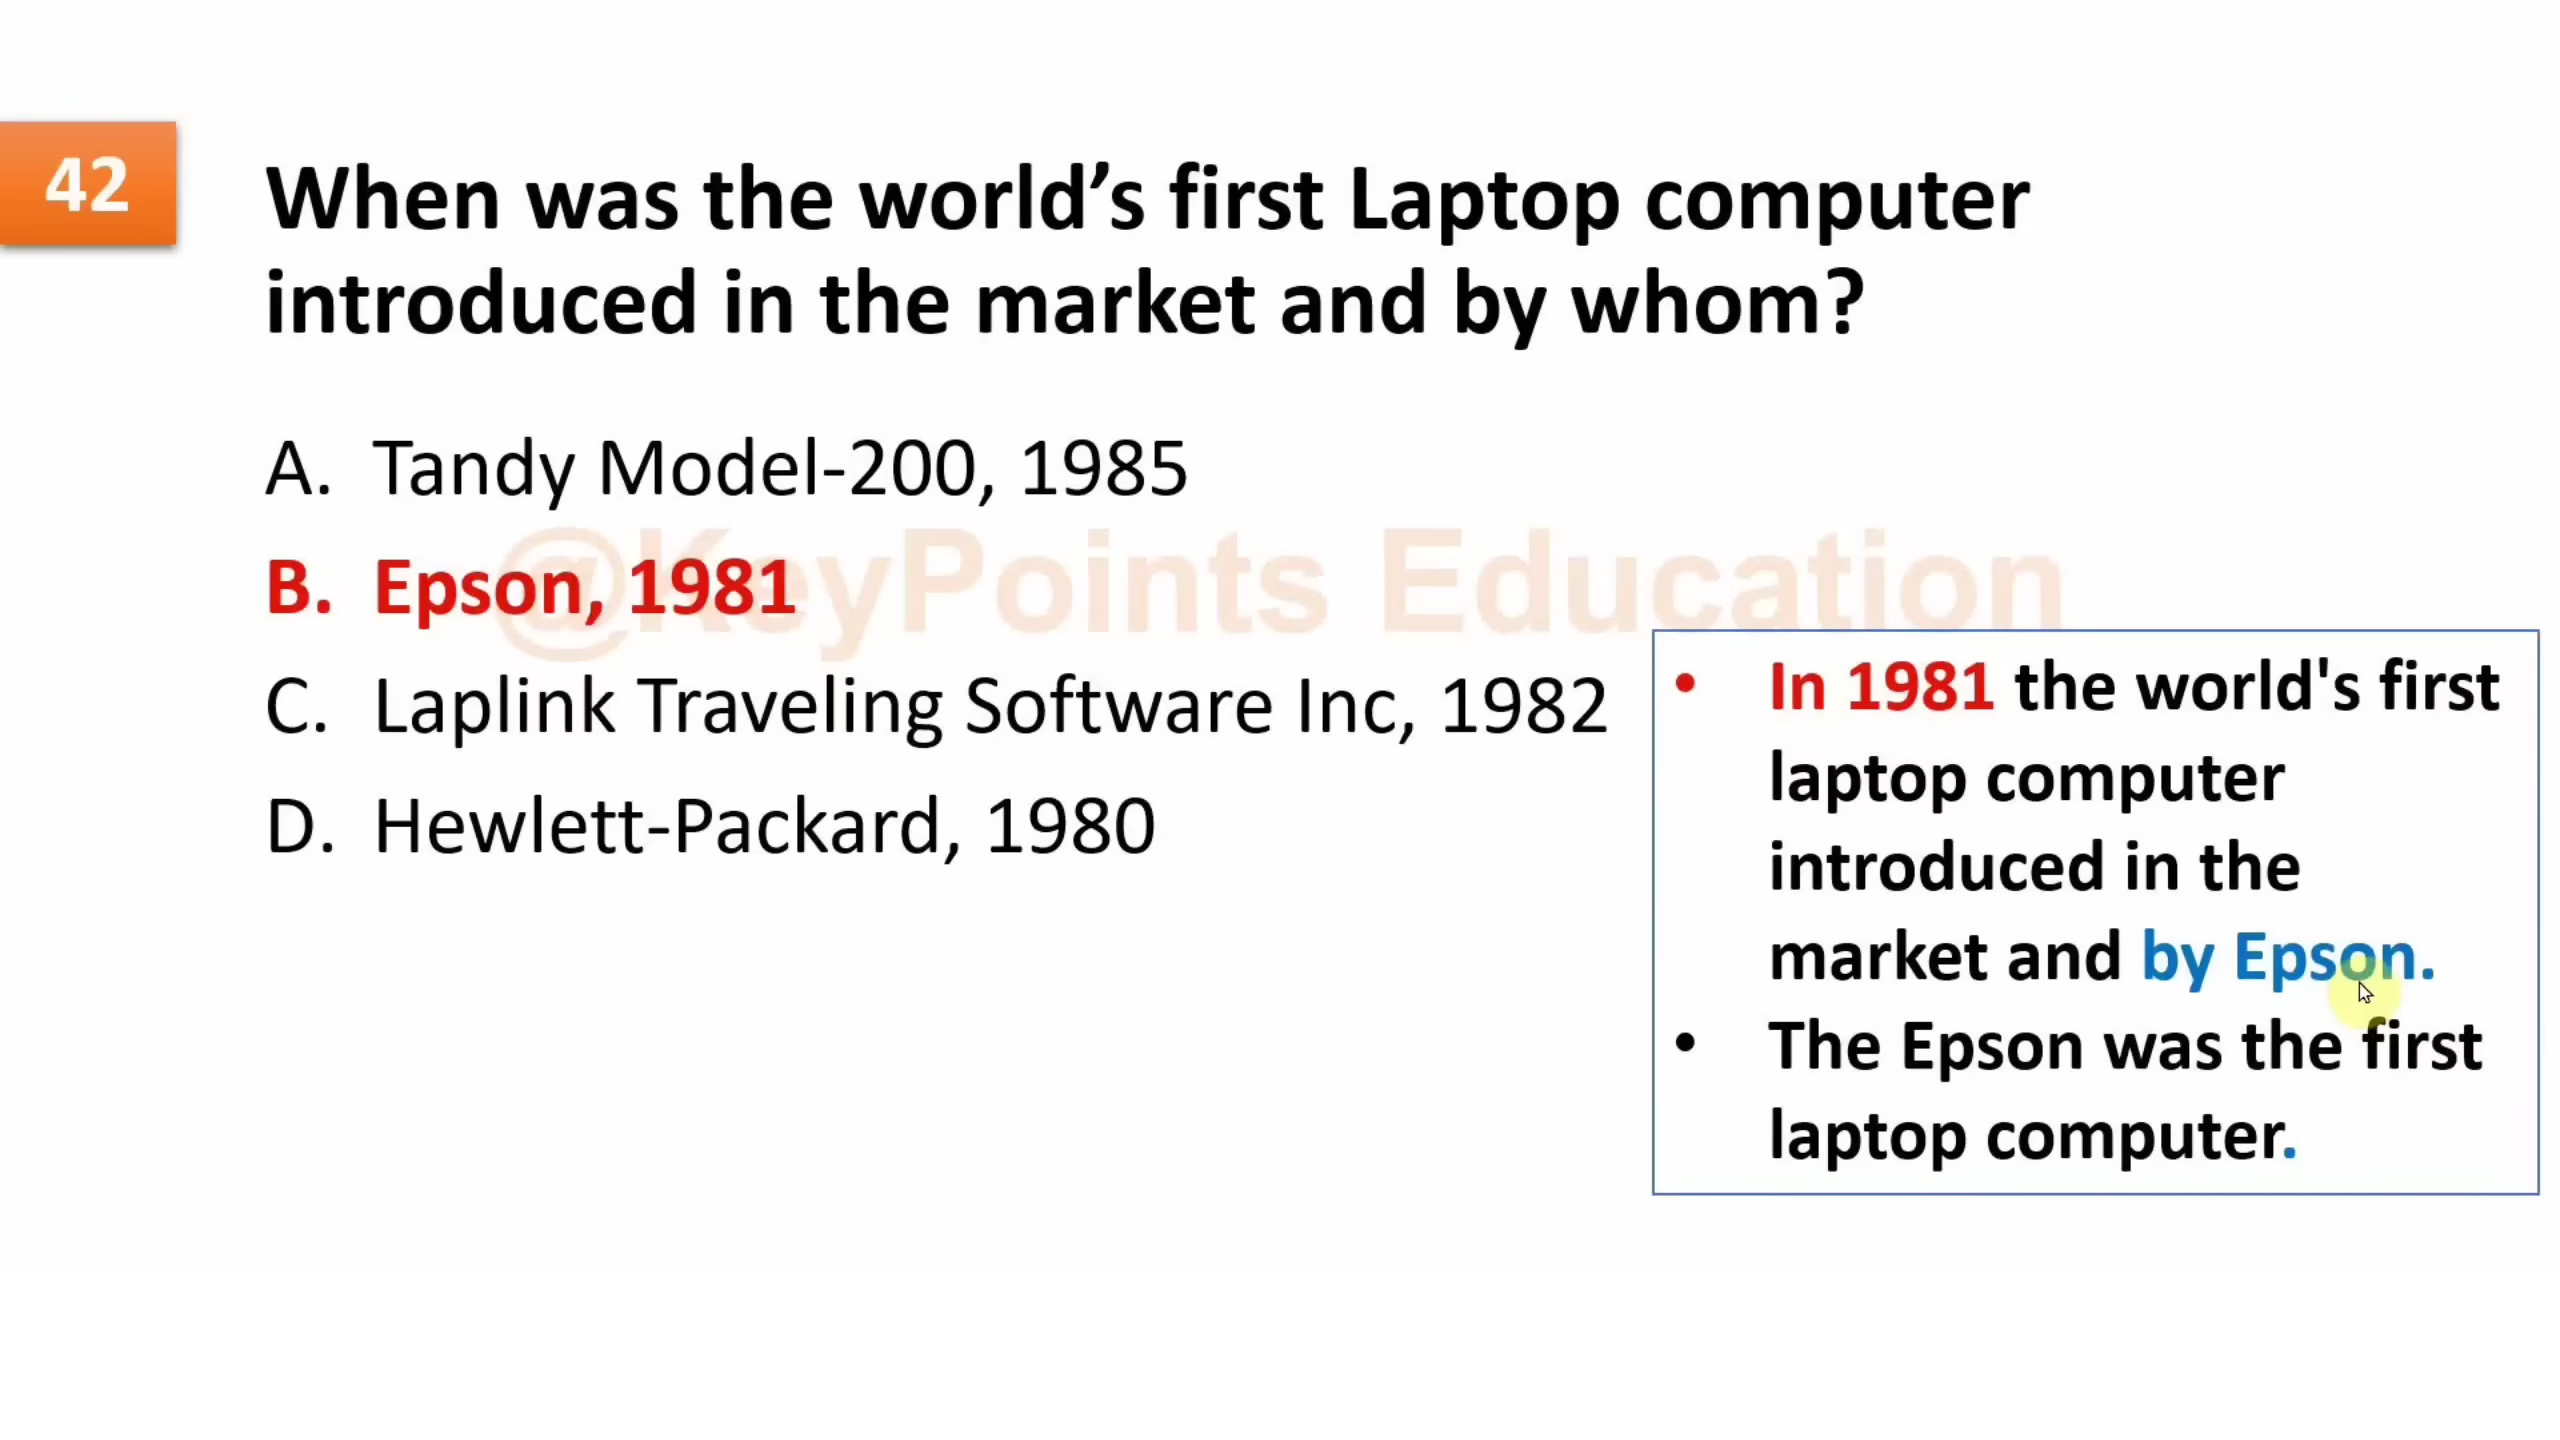 42
When was the world’s first Laptop computer
introduced in the market and by whom?
A. Tandy Model-200, 1985
@KeyPoints Education
B. Epson, 1981
C. Laplink Traveling Software Inc, 1982
D. Hewlett-Packard, 1980
• In 1981 the world's first
laptop computer
introduced in the
market and by Epson.
• The Epson was the first
laptop computer.